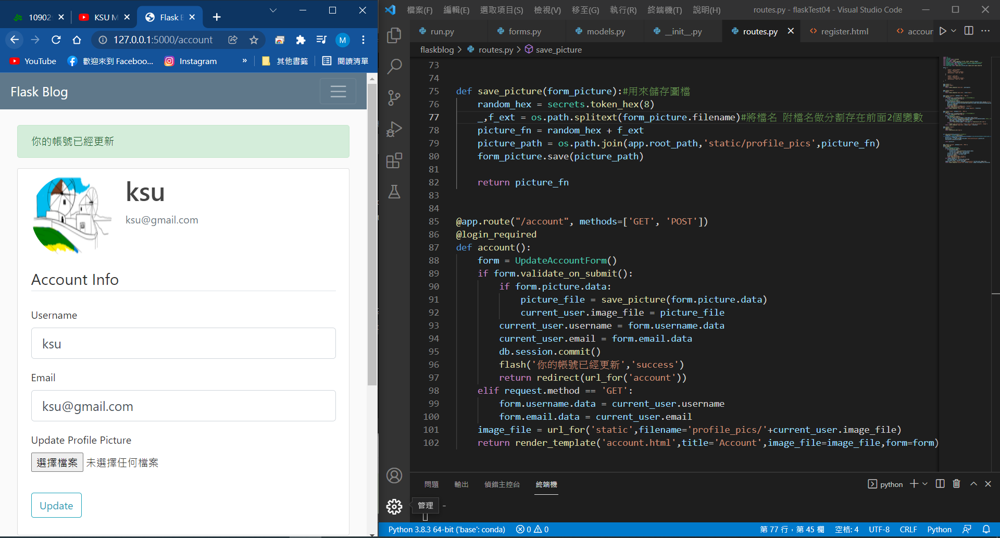 10902
KSU M
Flask B
127.0.0.1:5000/account
M
YouTube
歡迎來到 Faceboo...
Instagram
»
其他書籤
閱讀清單
Flask Blog
你的帳號已經更新
ksu
ksu@gmail.com
Account Info
Username
ksu
Email
ksu@gmail.com
Update Profile Picture
選擇檔案 未選擇任何檔案
Update
檔案(F) 編輯(E) 選取項目(S) 檢視(V) 移至(G) 執行(R) 終端機(T) 說明(H)
routes.py - flaskTest04 - Visual Studio Code
run.py forms.py models.py __init__.py routes.py register.html accour
flaskblog > routes.py > save_picture
73
74
75 def save_picture(form_picture):#用來儲存圖檔
76 random_hex = secrets.token_hex(8)
77 _,f_ext = os.path.splitext(form_picture.filename)#將檔名 附檔名做分割存在前面2個變數
78 picture_fn = random_hex + f_ext
79 picture_path = os.path.join(app.root_path,'static/profile_pics',picture_fn)
80 form_picture.save(picture_path)
81
82 return picture_fn
83
84
85 @app.route("/account", methods=['GET', 'POST'])
86 @login_required
87 def account():
88 form = UpdateAccountForm()
89 if form.validate_on_submit():
90 if form.picture.data:
91 picture_file = save_picture(form.picture.data)
92 current_user.image_file = picture_file
93 current_user.username = form.username.data
94 current_user.email = form.email.data
95 db.session.commit()
96 flash('你的帳號已經更新','success')
97 return redirect(url_for('account'))
98 elif request.method == 'GET':
99 form.username.data = current_user.username
100 form.email.data = current_user.email
101 image_file = url_for('static',filename='profile_pics/'+current_user.image_file)
102 return render_template('account.html',title='Account',image_file=image_file,form=form)
問題 輸出 偵錯主控台 終端機
python
管理
Python 3.8.3 64-bit ('base': conda) 0 0
第 77 行，第 45 欄 空格: 4 UTF-8 CRLF Python